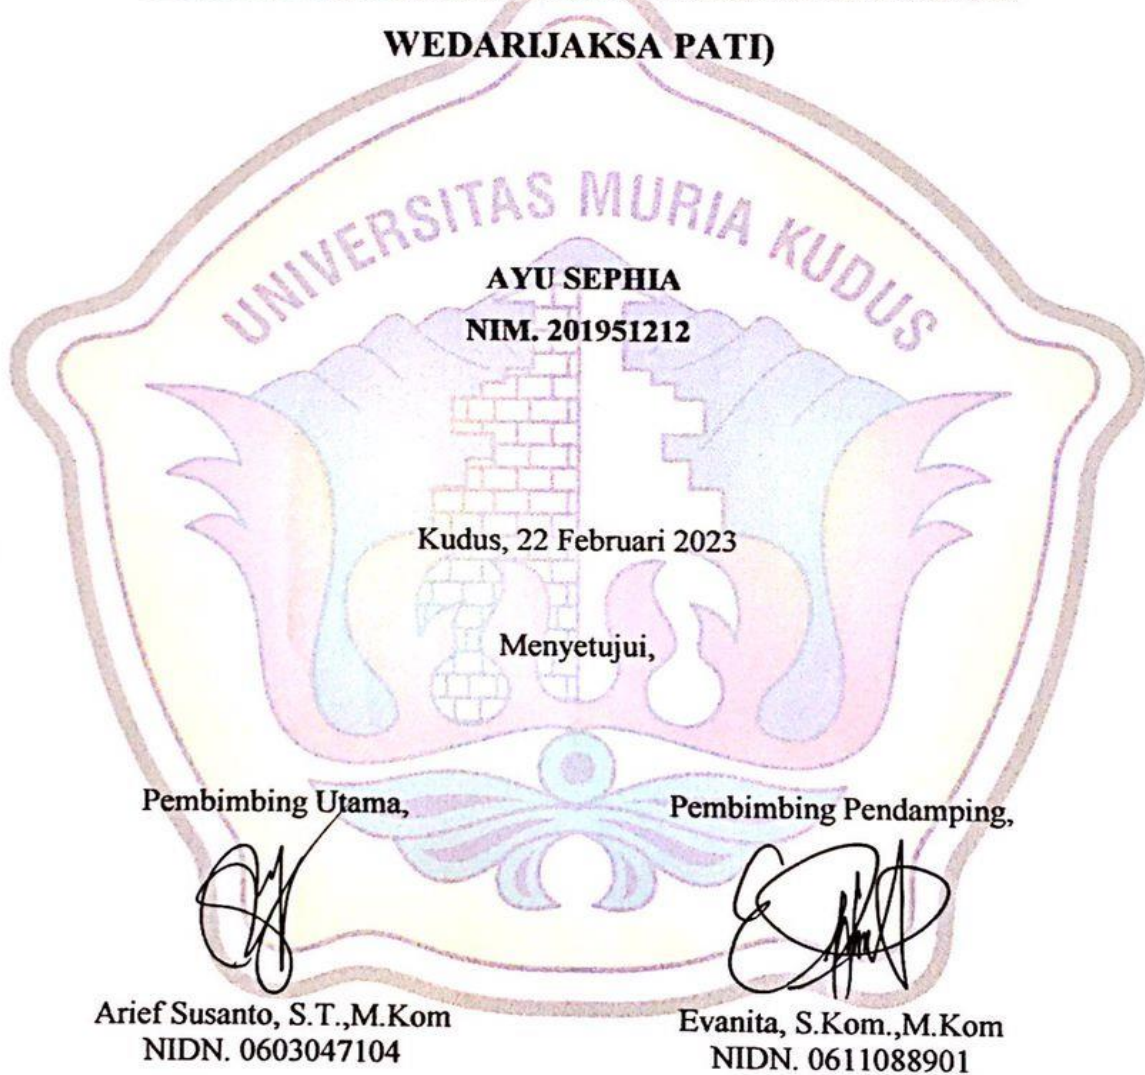 WEDARIJAKSA PATI)
UNIVERSITAS MURIA KUDUS
AYU SEPHIA
NIM. 201951212
Kudus, 22 Februari 2023
Menyetujui,
Pembimbing Utama,
Pembimbing Pendamping,
Arief Susanto, S.T.,M.Kom
NIDN. 0603047104
Evanita, S.Kom.,M.Kom
NIDN. 0611088901